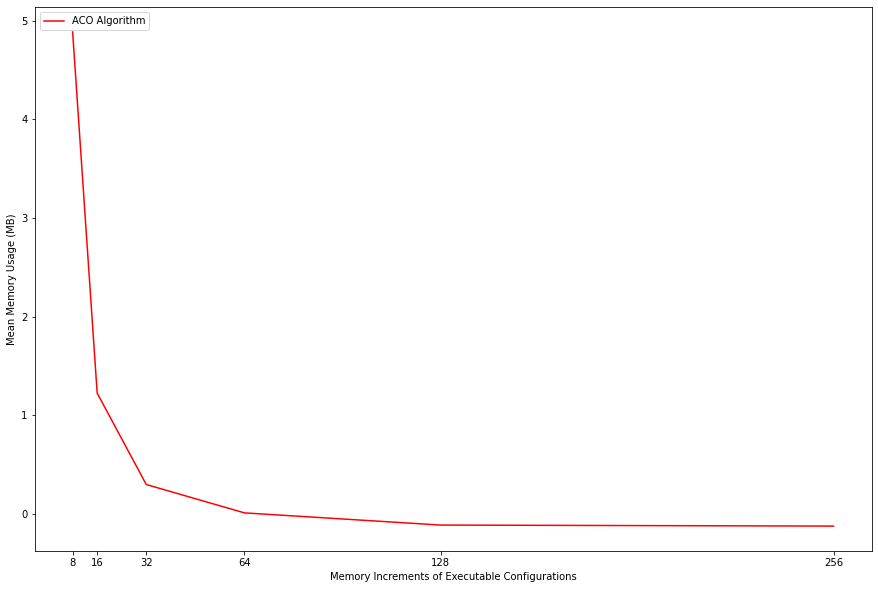 ACO Algorithm
5
4
3
2
1
0
Mean Memory Usage (MB)
8 16 32 64 128 256
Memory Increments of Executable Configurations